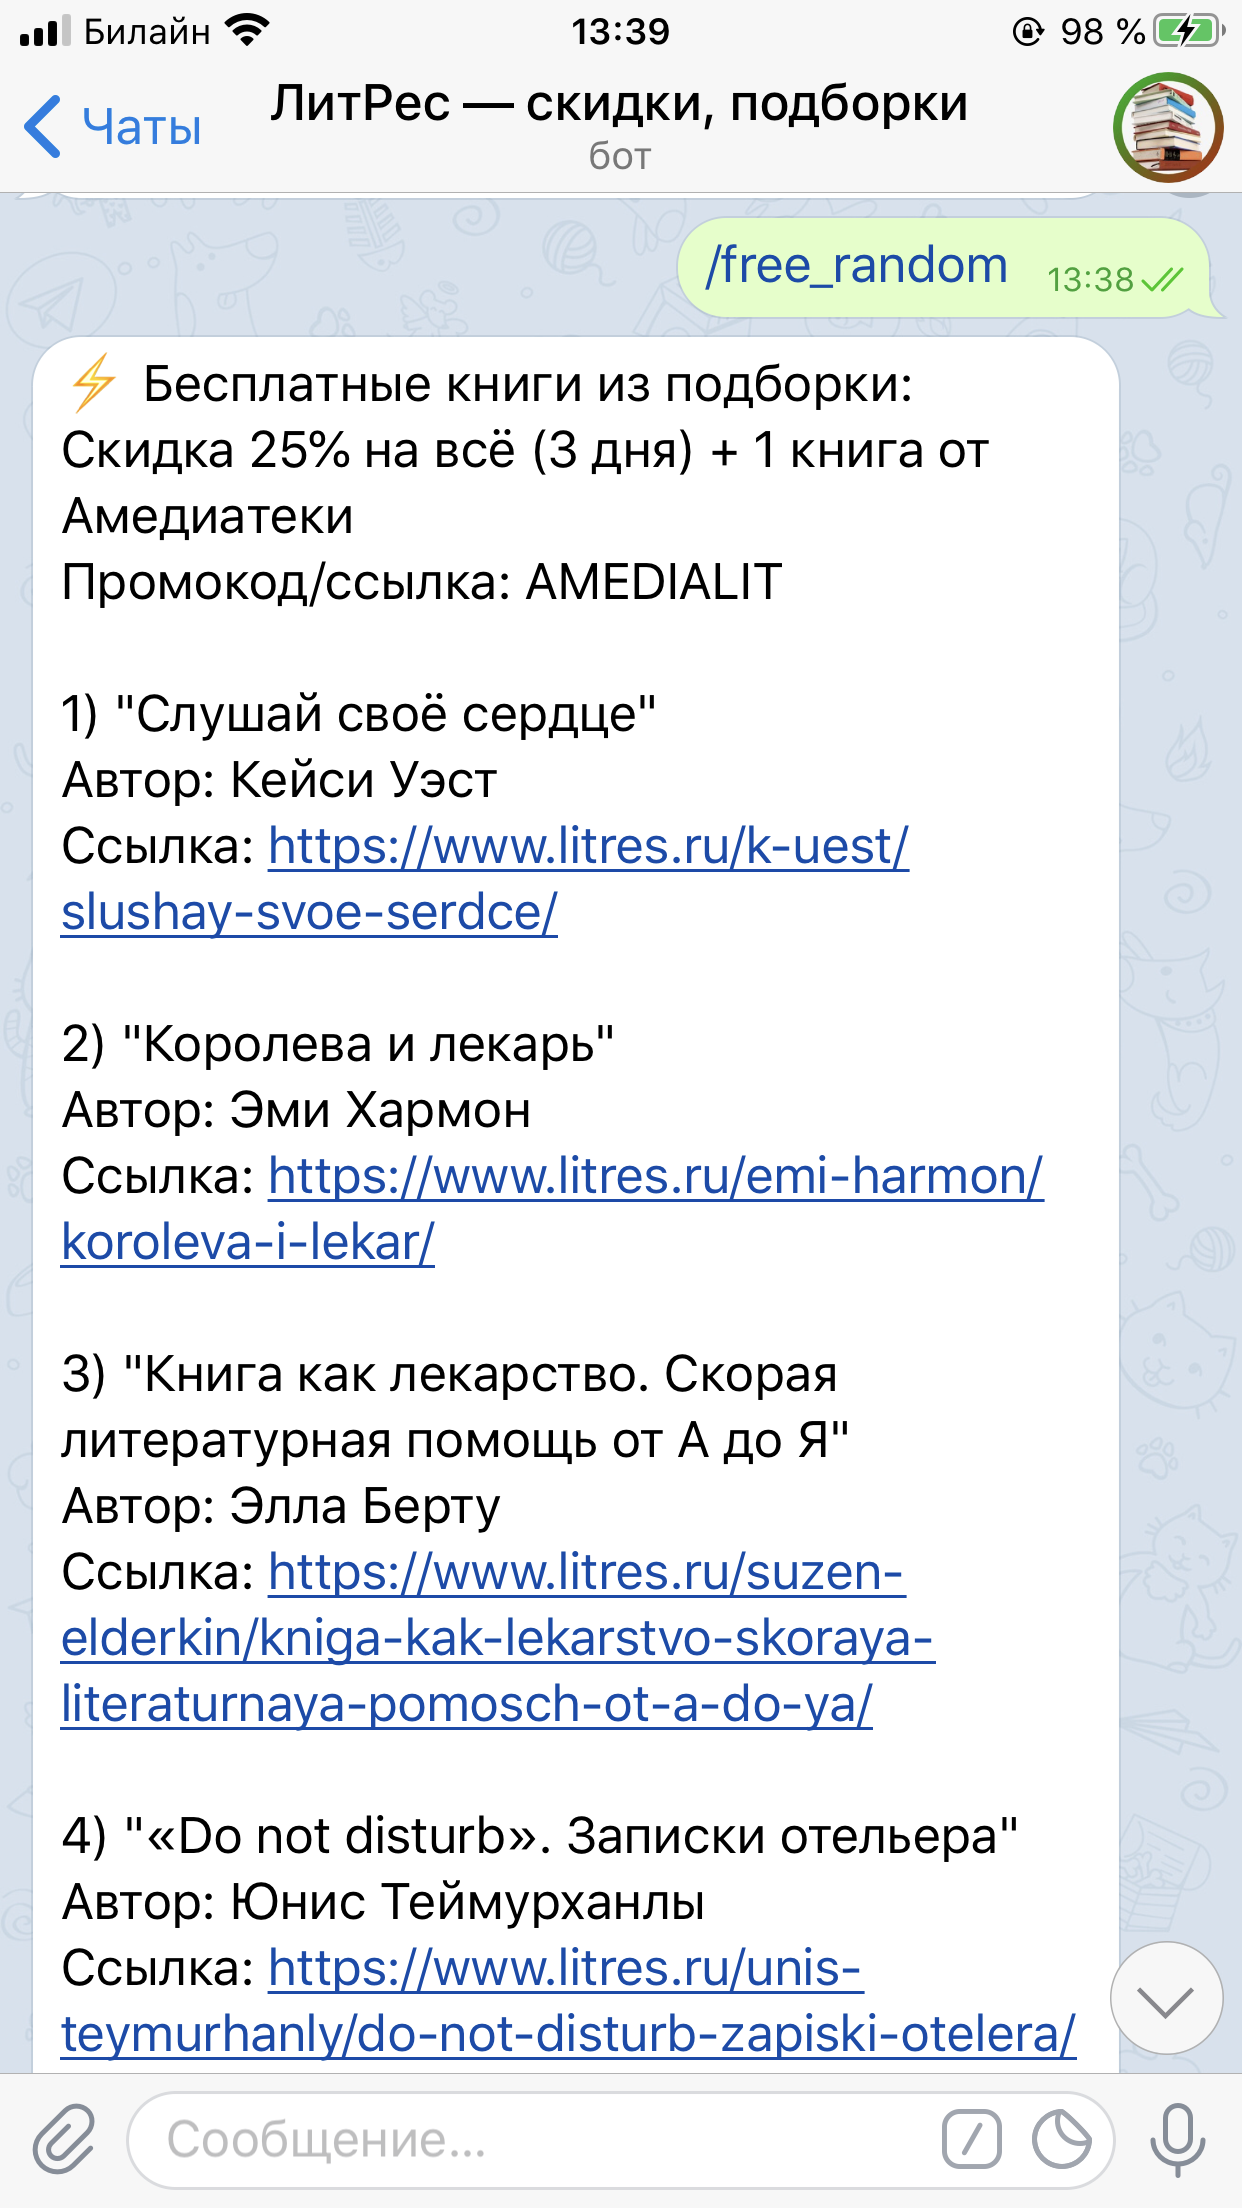 Билайн 13:39 98 %
Чаты
ЛитРес — скидки, подборки
бот
/free_random 13:38
⚡ Бесплатные книги из подборки:
Скидка 25% на всё (3 дня) + 1 книга от
Амедиатеки
Промокод/ссылка: AMEDIALIT
1) "Слушай своё сердце"
Автор: Кейси Уэст
Ссылка: https://www.litres.ru/k-uest/
slushay-svoe-serdce/
2) "Королева и лекарь"
Автор: Эми Хармон
Ссылка: https://www.litres.ru/emi-harmon/
koroleva-i-lekar/
3) "Книга как лекарство. Скорая
литературная помощь от А до Я"
Автор: Элла Берту
Ссылка: https://www.litres.ru/suzen-
elderkin/kniga-kak-lekarstvo-skoraya-
literaturnaya-pomosch-ot-a-do-ya/
4) "«Do not disturb». Записки отельера"
Автор: Юнис Теймурханлы
Ссылка: https://www.litres.ru/unis-
teymurhanly/do-not-disturb-zapiski-otelera/
Сообщение...